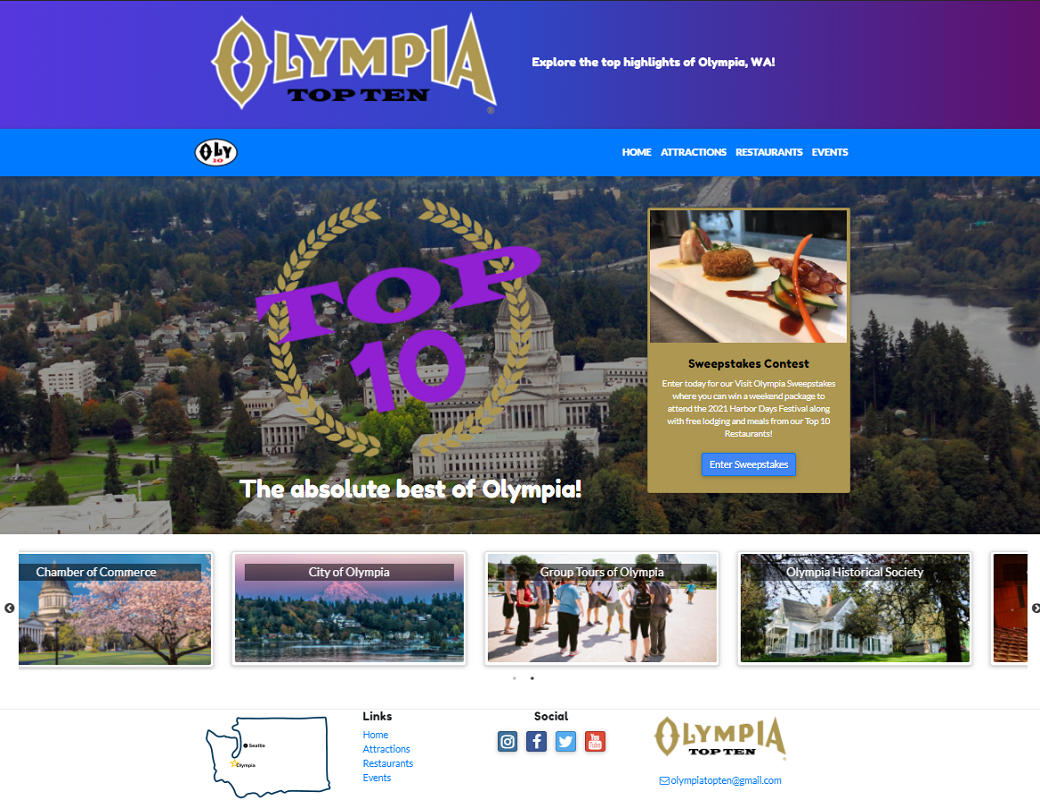 OLYMPIA
TOP TEN
®
Explore the top highlights of Olympia, WA!
OLY
10
HOME ATTRACTIONS RESTAURANTS EVENTS
TOP
10
The absolute best of Olympia!
Sweepstakes Contest
Enter today for our Visit Olympia Sweepstakes
where you can win a weekend package to
attend the 2021 Harbor Days Festival along
with free lodging and meals from our Top 10
Restaurants!
Enter Sweepstakes
Chamber of Commerce
City of Olympia
Group Tours of Olympia
Olympia Historical Society
Seattle
Olympia
Links
Home
Attractions
Restaurants
Events
Social
You
Tube
OLYMPIA
TOP TEN
olympiatopten@gmail.com